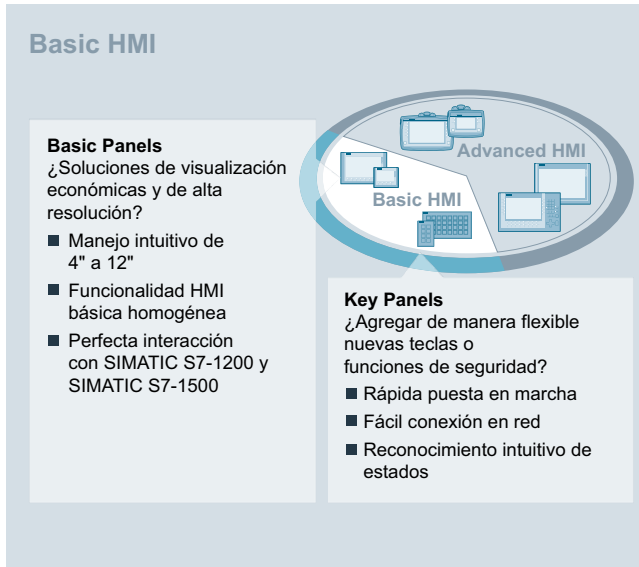 Basic HMI
Basic Panels
¿Soluciones de visualización
económicas y de alta
resolución?
Manejo intuitivo de
4" a 12"
Funcionalidad HMI
básica homogénea
Perfecta interacción
con SIMATIC S7-1200 y
SIMATIC S7-1500
Advanced HMI
Basic HMI
Key Panels
¿Agregar de manera flexible
nuevas teclas o
funciones de seguridad?
Rápida puesta en marcha
Fácil conexión en red
Reconocimiento intuitivo de
estados